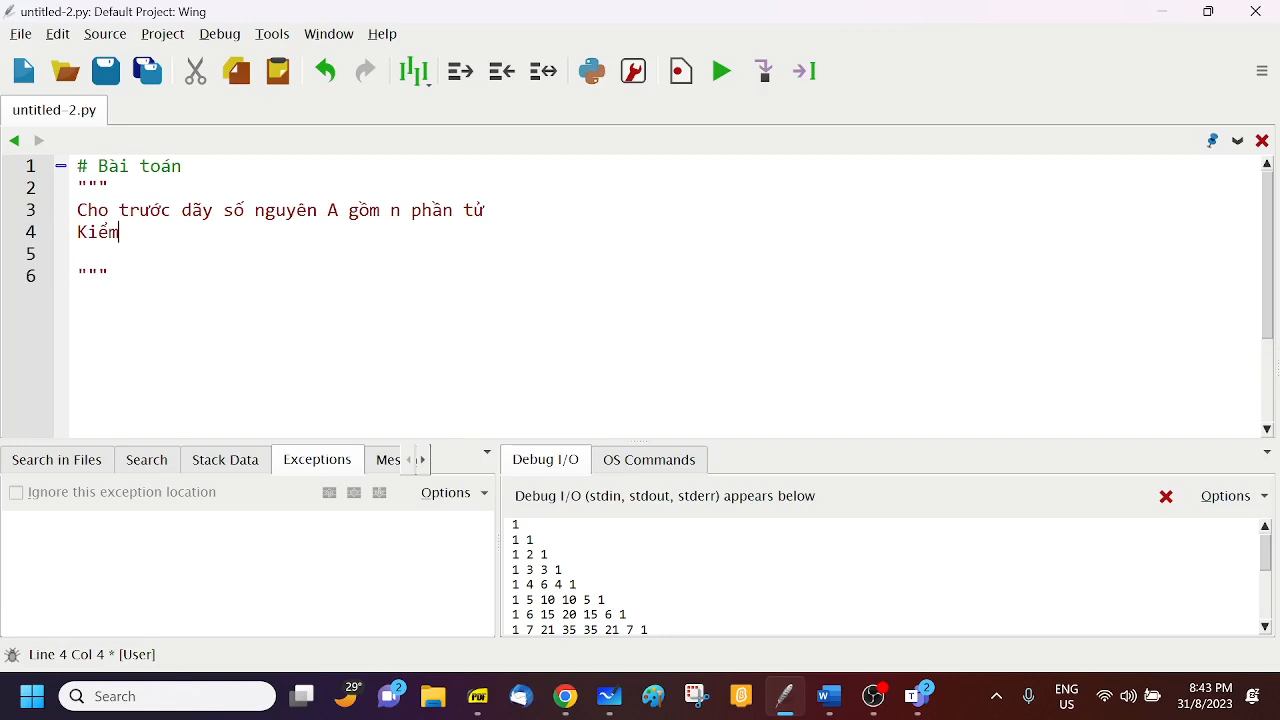 untitled-2.py: Default Project: Wing
File Edit Source Project Debug Tools Window Help
untitled-2.py
1 # Bài toán
2 """
3 Cho trước dãy số nguyên A gồm n phần tử
4 Kiểm
5
6 """
Search in Files Search Stack Data Exceptions Mes
Debug I/O OS Commands
Ignore this exception location Options
Debug I/O (stdin, stdout, stderr) appears below Options
1
1 1
1 2 1
1 3 3 1
1 4 6 4 1
1 5 10 10 5 1
1 6 15 20 15 6 1
1 7 21 35 35 21 7 1
Line 4 Col 4 * [User]
Search
29°
2
PDF
2
ENG
US
8:43 PM
31/8/2023